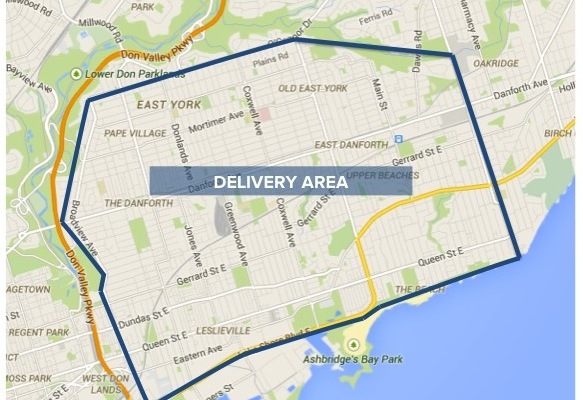 PARK
Millwood Rd
Ferris Rd
Pharmacy Ave
Don Valley Pkwy
O'Connor Dr
Plains Rd
Dawes Rd
OAKRIDGE
Bayview Ave
Lower Don Parklands
Main St
OLD EAST YORK
Danforth Ave
EAST YORK
Coxwell Ave
Mortimer Ave
PAPE VILLAGE
Donlands Ave
EAST DANFORTH
BIRCH
Gerrard St E
UPPER BEACHES
DELIVERY AREA
THE DANFORTH
Broadview Ave
Greenwood Ave
Coxwell Ave
Gerrard St E
Jones Ave
Queen St E
Don Valley Pkwy
Gerrard St E
AGETOWN
THE BEACH
Dundas St E
REGENT PARK
LESLIEVILLE
Queen St E
Lake Shore Blvd E
Eastern Ave
Ashbridge's Bay Park
MOSS PARK
WEST DON
LANDS